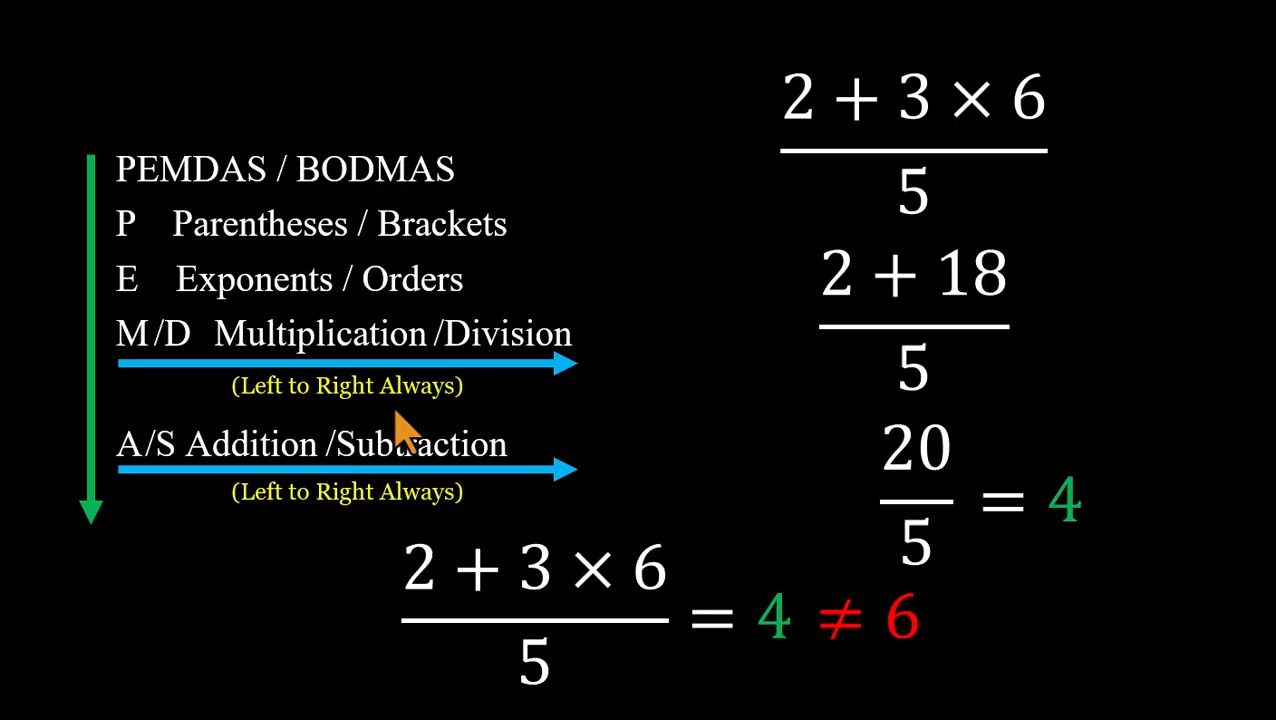 PEMDAS / BODMAS
P Parentheses / Brackets
E Exponents / Orders
M/D Multiplication /Division
(Left to Right Always)
A/S Addition /Subtraction
(Left to Right Always)
2 + 3 × 6
5
2 + 18
5
20
5
= 4
2 + 3 × 6
5
= 4 ≠ 6